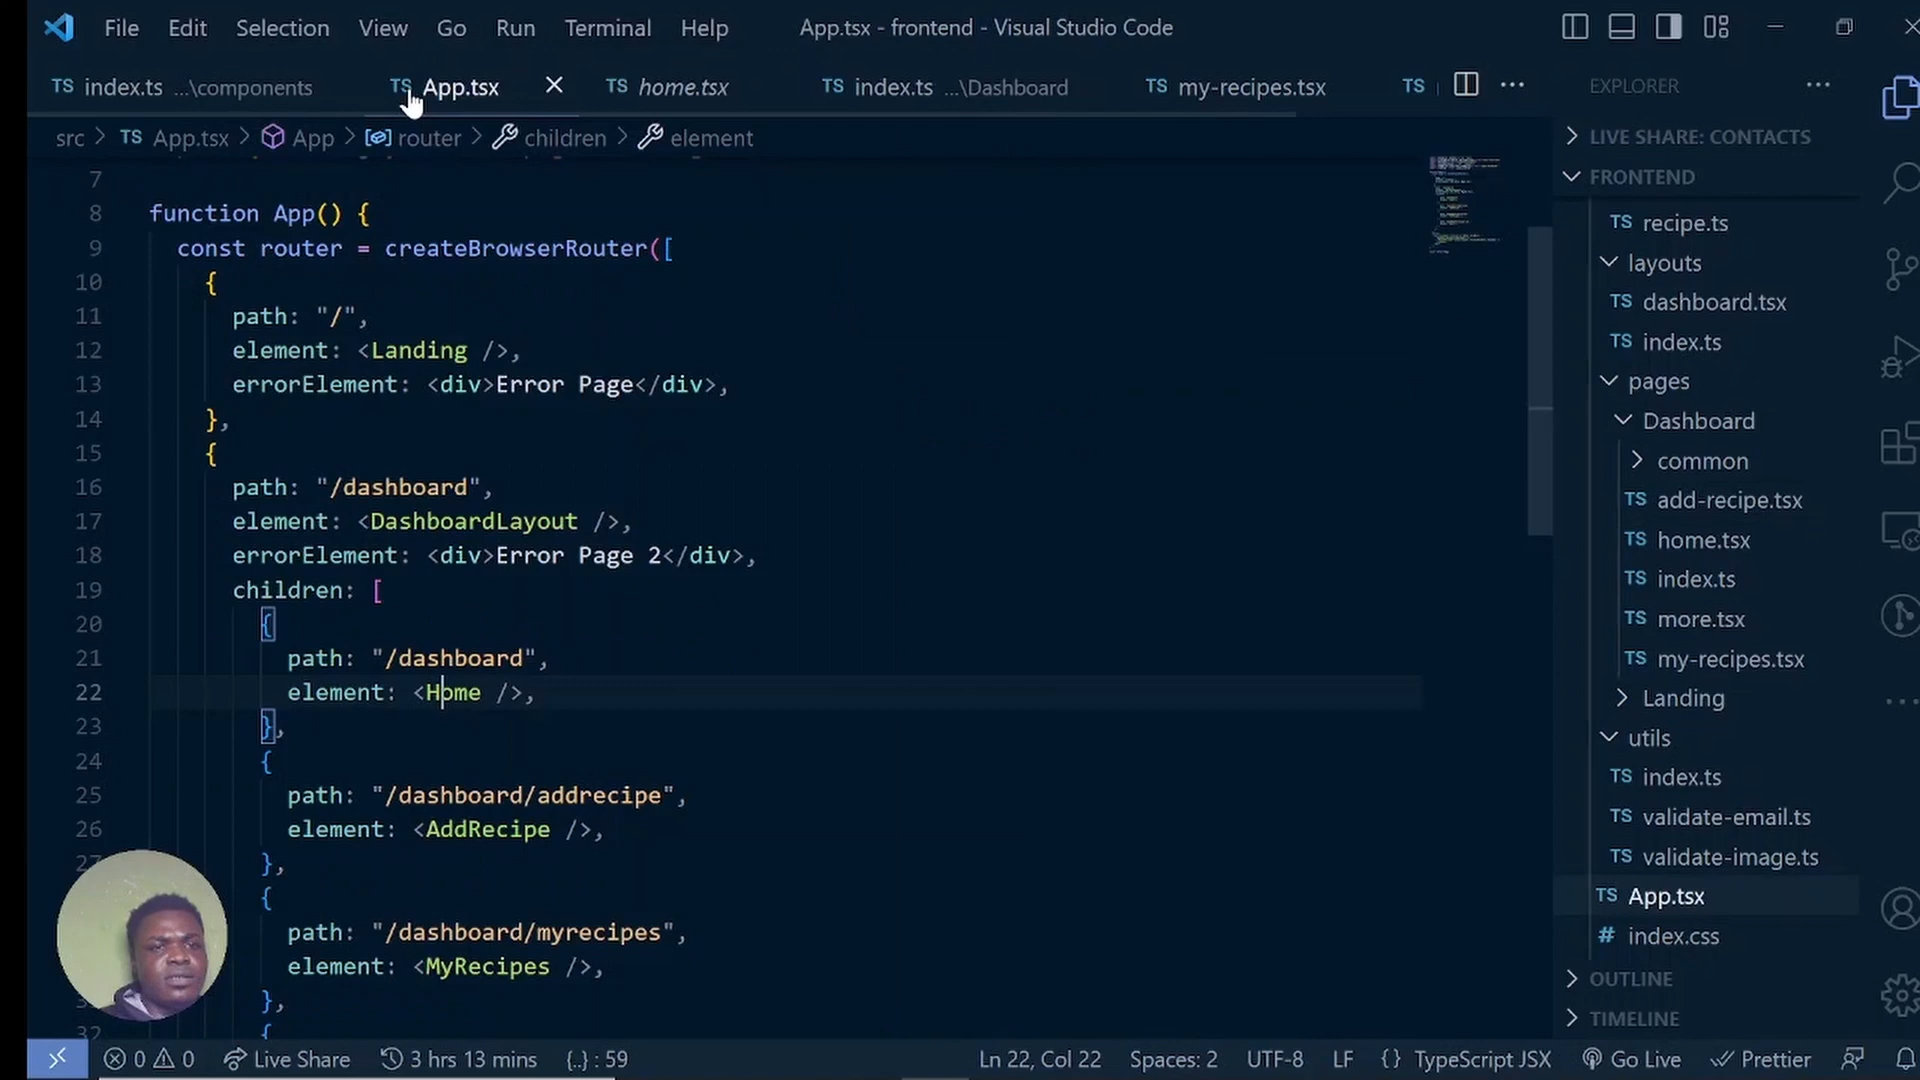 File Edit Selection View Go Run Terminal Help App.tsx - frontend - Visual Studio Code
TS index.ts ...\components TS App.tsx TS home.tsx TS index.ts ...\Dashboard TS my-recipes.tsx TS
src > TS App.tsx > App > router > children > element
7
8 function App() {
9 const router = createBrowserRouter([
10 {
11 path: "/",
12 element: <Landing />,
13 errorElement: <div>Error Page</div>,
14 },
15 {
16 path: "/dashboard",
17 element: <DashboardLayout />,
18 errorElement: <div>Error Page 2</div>,
19 children: [
20 {
21 path: "/dashboard",
22 element: <Home />,
23 },
24 {
25 path: "/dashboard/addrecipe",
26 element: <AddRecipe />,
27 },
{
path: "/dashboard/myrecipes",
element: <MyRecipes />,
},
32 {
EXPLORER
LIVE SHARE: CONTACTS
FRONTEND
TS recipe.ts
layouts
TS dashboard.tsx
TS index.ts
pages
Dashboard
common
TS add-recipe.tsx
TS home.tsx
TS index.ts
TS more.tsx
TS my-recipes.tsx
Landing
utils
TS index.ts
TS validate-email.ts
TS validate-image.ts
TS App.tsx
# index.css
OUTLINE
TIMELINE
0 0 Live Share 3 hrs 13 mins {..} : 59 Ln 22, Col 22 Spaces: 2 UTF-8 LF {} TypeScript JSX Go Live Prettier